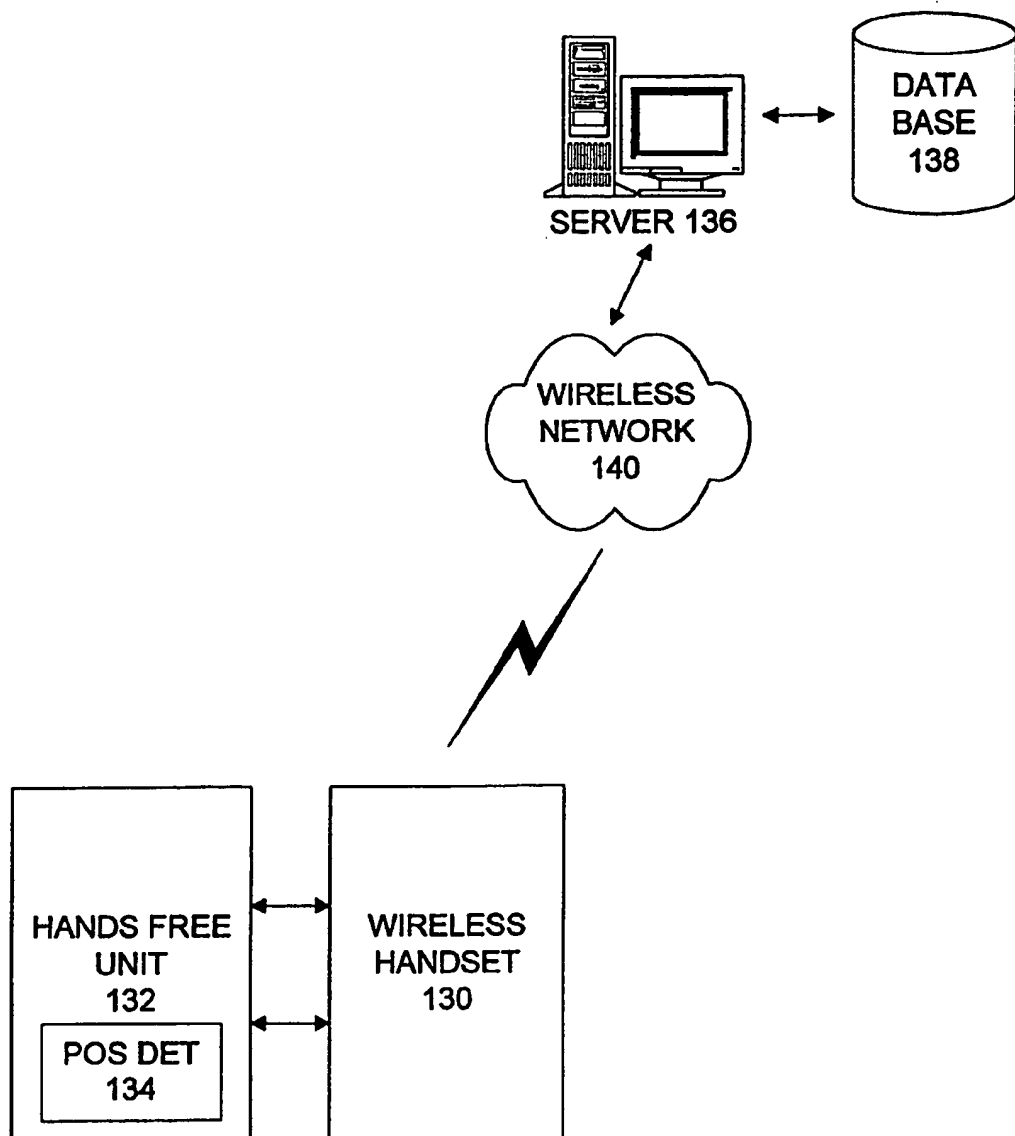 DATA
BASE
138
SERVER 136
WIRELESS
NETWORK
140
HANDS FREE
UNIT
132
POS DET
134
WIRELESS
HANDSET
130